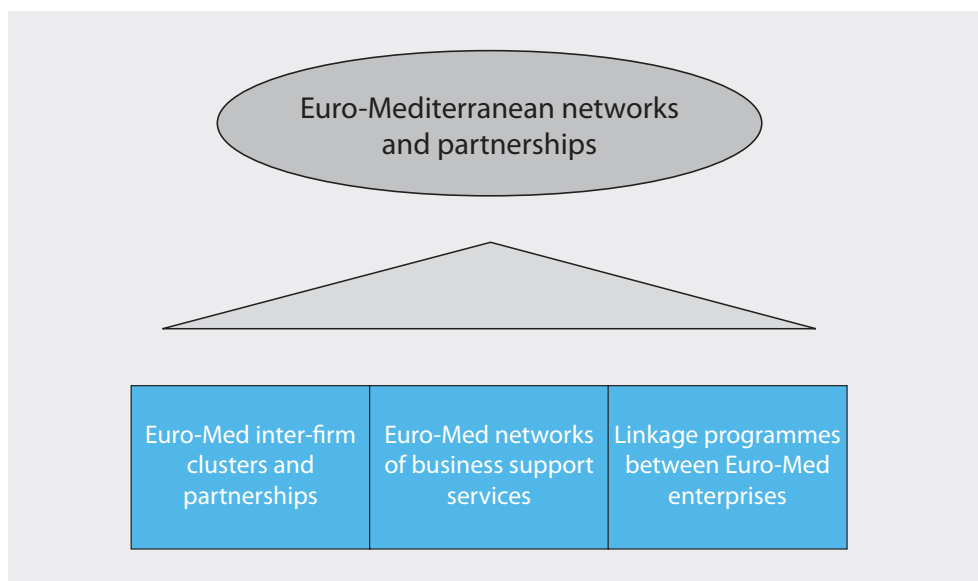 Euro-Mediterranean networks
and partnerships
Euro-Med inter-firm
clusters and
partnerships
Euro-Med networks
of business support
services
Linkage programmes
between Euro-Med
enterprises